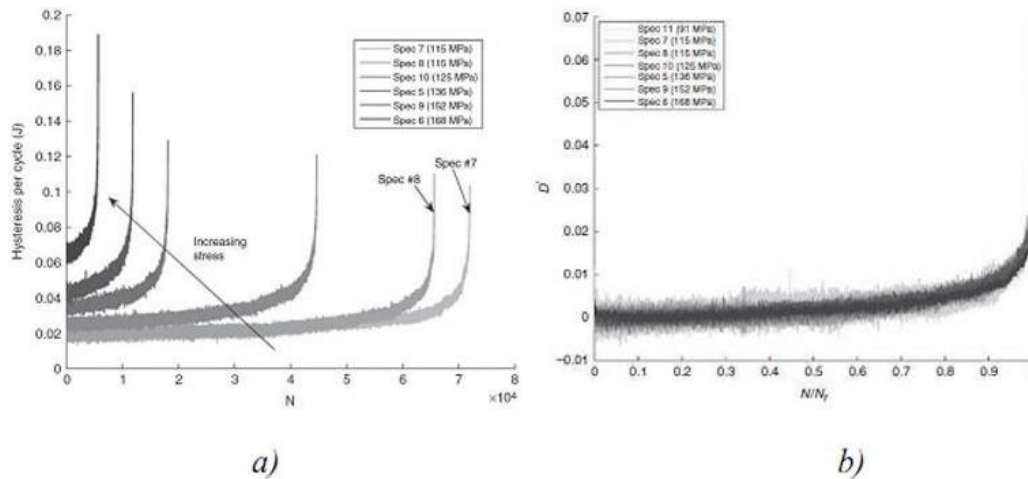 Hysteresis per cycle (J)
0.2
0.18
0.16
0.14
0.12
0.1
0.08
0.06
0.04
0.02
0
0 1 2 3 4 5 6 7 8
×10⁴
N
Spec 7 (115 MPa)
Spec 8 (115 MPa)
Spec 10 (125 MPa)
Spec 5 (136 MPa)
Spec 9 (152 MPa)
Spec 6 (168 MPa)
Spec #8
Spec #7
Increasing
stress
a)
D'
0.07
0.06
0.05
0.04
0.03
0.02
0.01
0
−0.01
0 0.1 0.2 0.3 0.4 0.5 0.6 0.7 0.8 0.9
N/Nf
Spec 11 (91 MPa)
Spec 7 (115 MPa)
Spec 8 (115 MPa)
Spec 10 (125 MPa)
Spec 5 (136 MPa)
Spec 9 (152 MPa)
Spec 6 (168 MPa)
b)